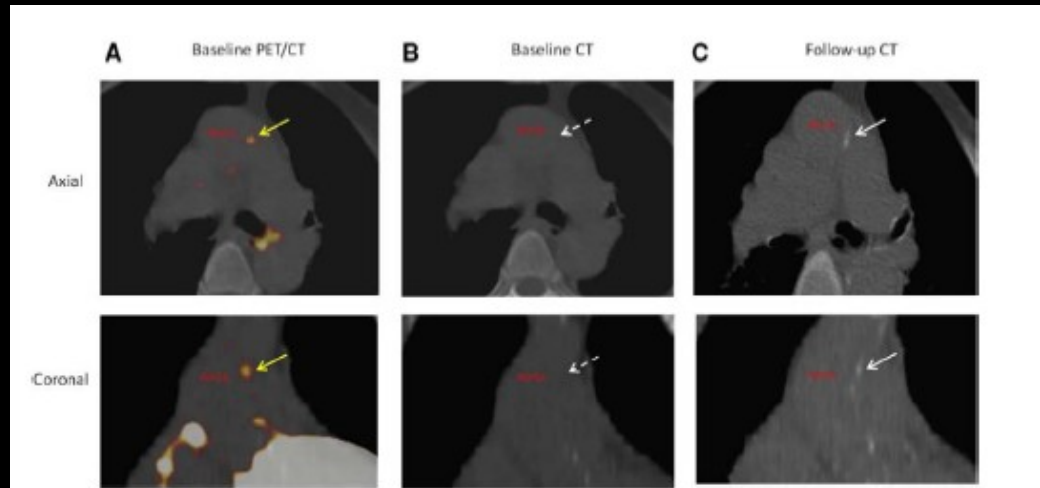 A Baseline PET/CT
B Baseline CT
C Follow-up CT
Axial
Coronal